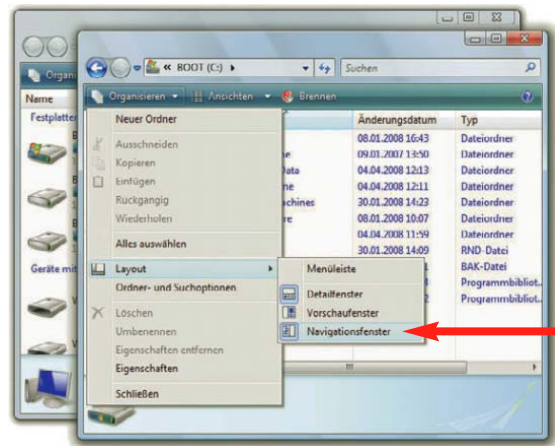 BOOT (C:)
Suchen
Organi
Organisieren
Ansichten
Brennen
Name
Änderungsdatum
Typ
Festplatte
Neuer Ordner
08.01.2008 16:43
Dateiordner
Ausschneiden
09.01.2007 13:50
Dateiordner
Kopieren
Data
04.04.2008 12:13
Dateiordner
Einfügen
04.04.2008 12:11
Dateiordner
Rückgängig
achines
30.01.2008 14:23
Dateiordner
Wiederholen
08.01.2008 10:07
Dateiordner
04.04.2008 11:59
Dateiordner
Alles auswählen
30.01.2008 14:09
RND-Datei
Geräte mit
Layout
Menüleiste
BAK-Datei
Ordner- und Suchoptionen
Programmbibliot...
Detailfenster
Programmbibliot...
Löschen
Vorschaufenster
Umbenennen
Navigationsfenster
Eigenschaften entfernen
Eigenschaften
Schließen